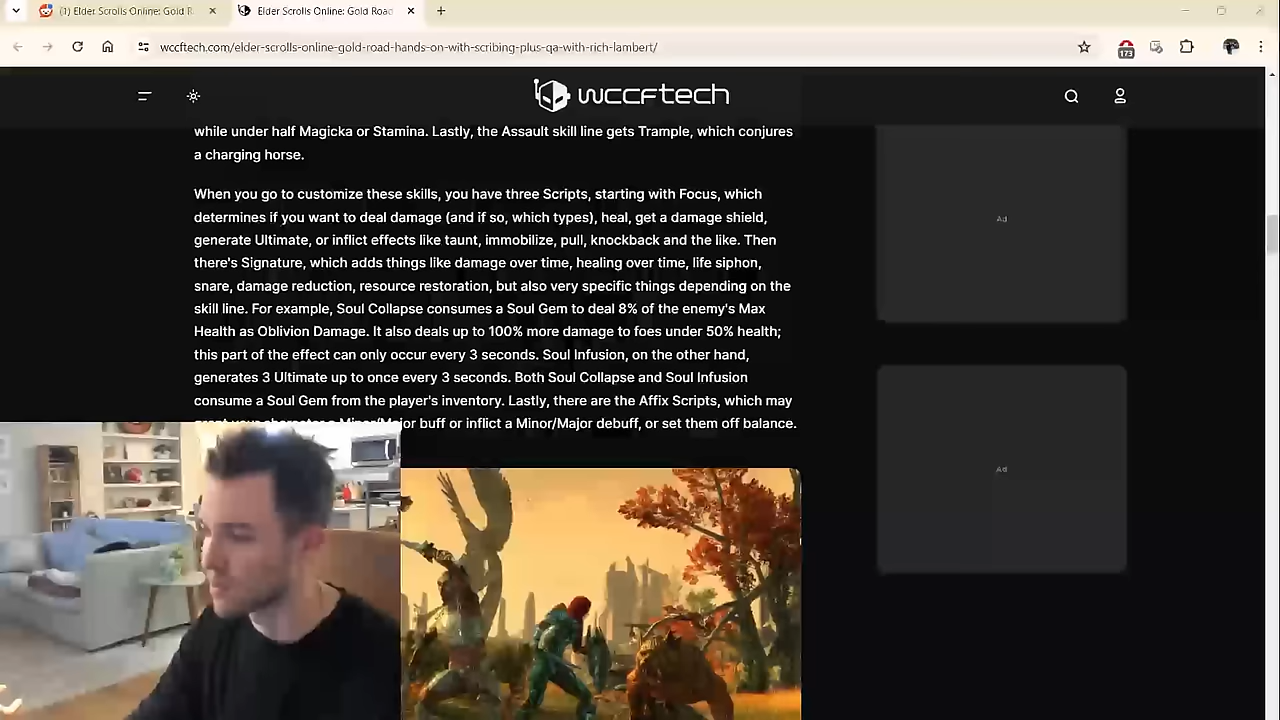 (1) Elder Scrolls Online: Gold R
Elder Scrolls Online: Gold Road
wccftech.com/elder-scrolls-online-gold-road-hands-on-with-scribing-plus-qa-with-rich-lambert/
173
wccftech
while under half Magicka or Stamina. Lastly, the Assault skill line gets Trample, which conjures
a charging horse.
When you go to customize these skills, you have three Scripts, starting with Focus, which
determines if you want to deal damage (and if so, which types), heal, get a damage shield,
generate Ultimate, or inflict effects like taunt, immobilize, pull, knockback and the like. Then
there's Signature, which adds things like damage over time, healing over time, life siphon,
snare, damage reduction, resource restoration, but also very specific things depending on the
skill line. For example, Soul Collapse consumes a Soul Gem to deal 8% of the enemy's Max
Health as Oblivion Damage. It also deals up to 100% more damage to foes under 50% health;
this part of the effect can only occur every 3 seconds. Soul Infusion, on the other hand,
generates 3 Ultimate up to once every 3 seconds. Both Soul Collapse and Soul Infusion
consume a Soul Gem from the player's inventory. Lastly, there are the Affix Scripts, which may
grant your character a Minor/Major buff or inflict a Minor/Major debuff, or set them off balance.
Ad
Ad